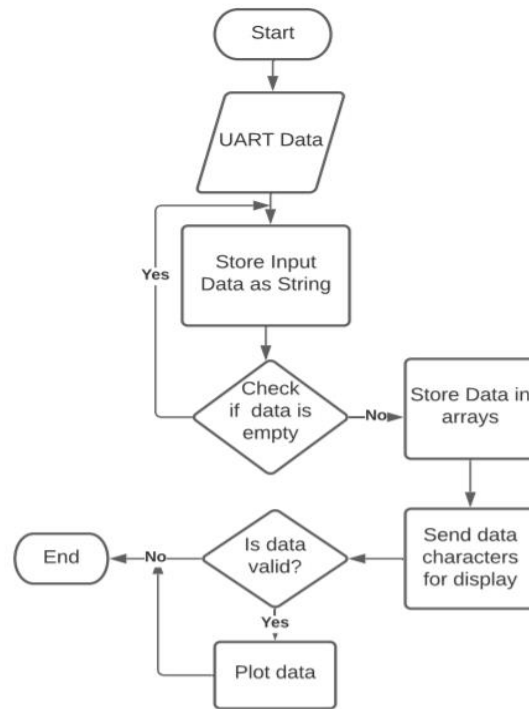 Start
UART Data
Store Input
Data as String
Yes
Check
if data is
empty
No
Store Data in
arrays
Send data
characters
for display
Is data
valid?
No
End
Yes
Plot data